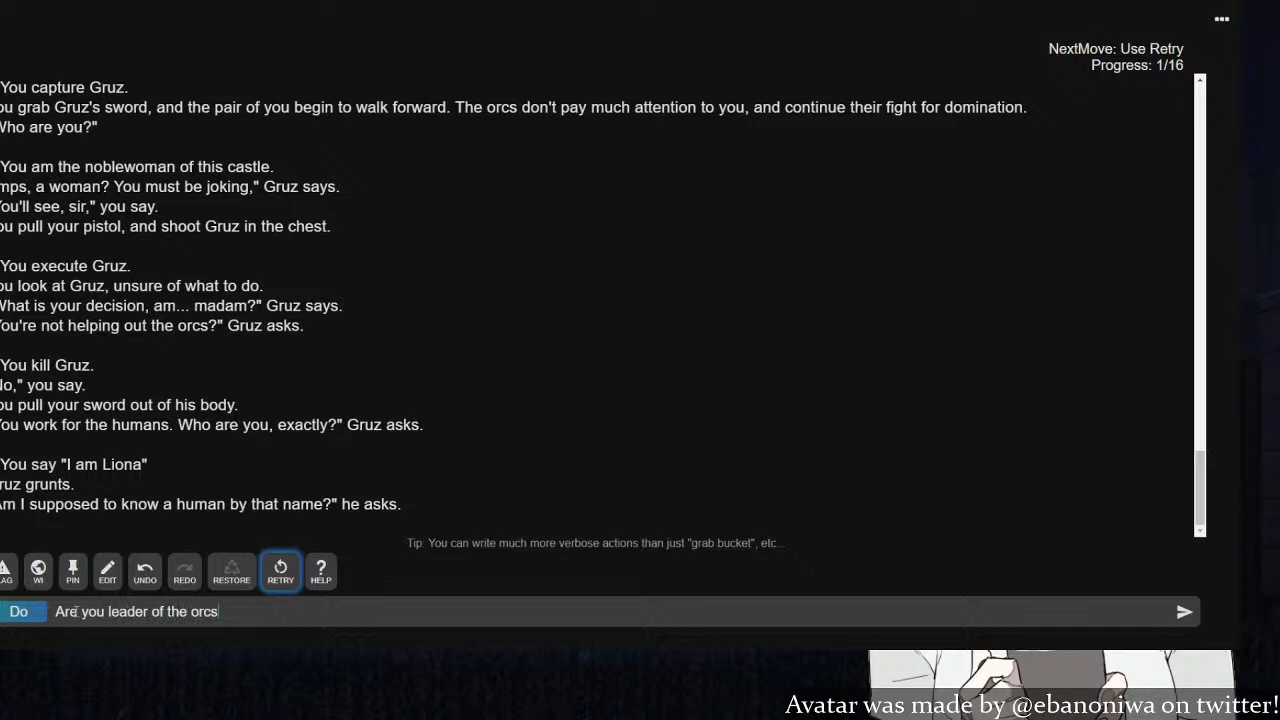 NextMove: Use Retry
Progress: 1/16
You capture Gruz.
ou grab Gruz's sword, and the pair of you begin to walk forward. The orcs don't pay much attention to you, and continue their fight for domination.
Who are you?"
You am the noblewoman of this castle.
mps, a woman? You must be joking," Gruz says.
You'll see, sir," you say.
ou pull your pistol, and shoot Gruz in the chest.
You execute Gruz.
ou look at Gruz, unsure of what to do.
What is your decision, am... madam?" Gruz says.
You're not helping out the orcs?" Gruz asks.
You kill Gruz.
No," you say.
ou pull your sword out of his body.
You work for the humans. Who are you, exactly?" Gruz asks.
You say "I am Liona"
ruz grunts.
Am I supposed to know a human by that name?" he asks.
Tip: You can write much more verbose actions than just "grab bucket", etc...
LAG WI PIN EDIT UNDO REDO RESTORE RETRY HELP
Do Are you leader of the orcs
Avatar was made by @ebanoniwa on twitter!